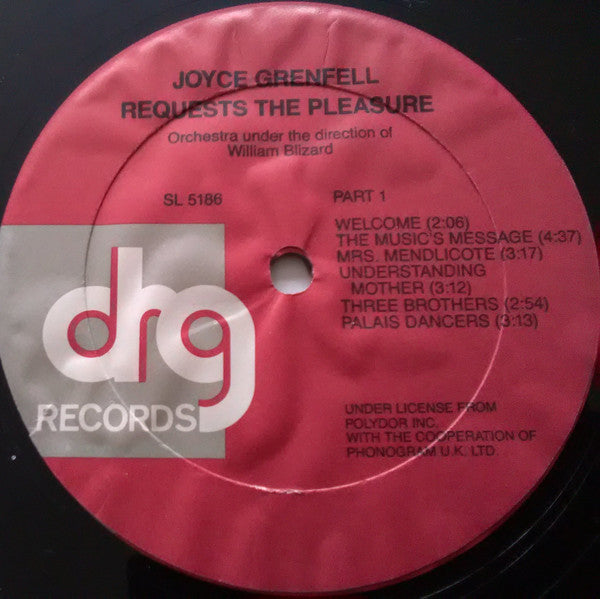 JOYCE GRENFELL
REQUESTS THE PLEASURE
Orchestra under the direction of
William Blizard
SL 5186
PART 1
WELCOME (2:06)
THE MUSIC'S MESSAGE (4:37)
MRS. MENDLICOTE (3:17)
UNDERSTANDING
MOTHER (3:12)
THREE BROTHERS (2:54)
PALAIS DANCERS (3:13)
drg
RECORDS
UNDER LICENSE FROM
POLYDOR INC.
WITH THE COOPERATION OF
PHONOGRAM U.K. LTD.